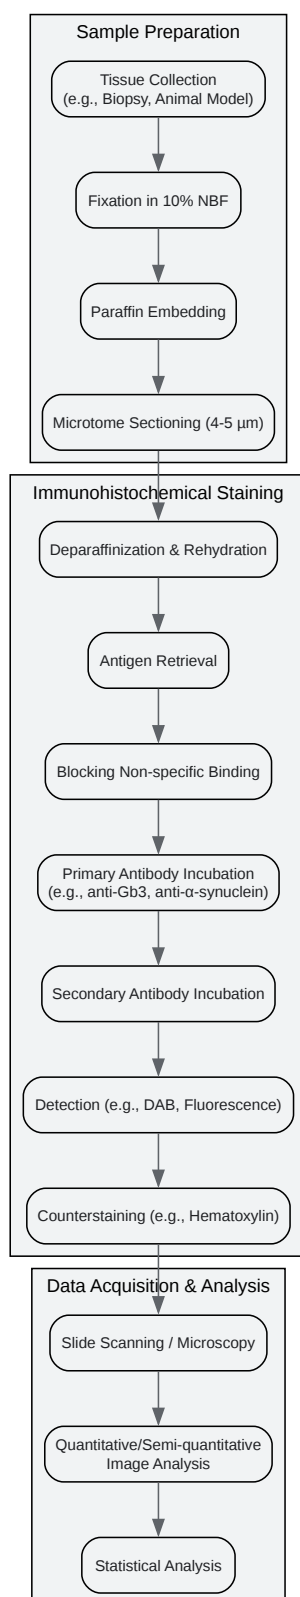 Sample Preparation
Tissue Collection
(e.g., Biopsy, Animal Model)
Fixation in 10% NBF
Paraffin Embedding
Microtome Sectioning (4-5 µm)
Immunohistochemical Staining
Deparaffinization & Rehydration
Antigen Retrieval
Blocking Non-specific Binding
Primary Antibody Incubation
(e.g., anti-Gb3, anti-α-synuclein)
Secondary Antibody Incubation
Detection (e.g., DAB, Fluorescence)
Counterstaining (e.g., Hematoxylin)
Data Acquisition & Analysis
Slide Scanning / Microscopy
Quantitative/Semi-quantitative
Image Analysis
Statistical Analysis